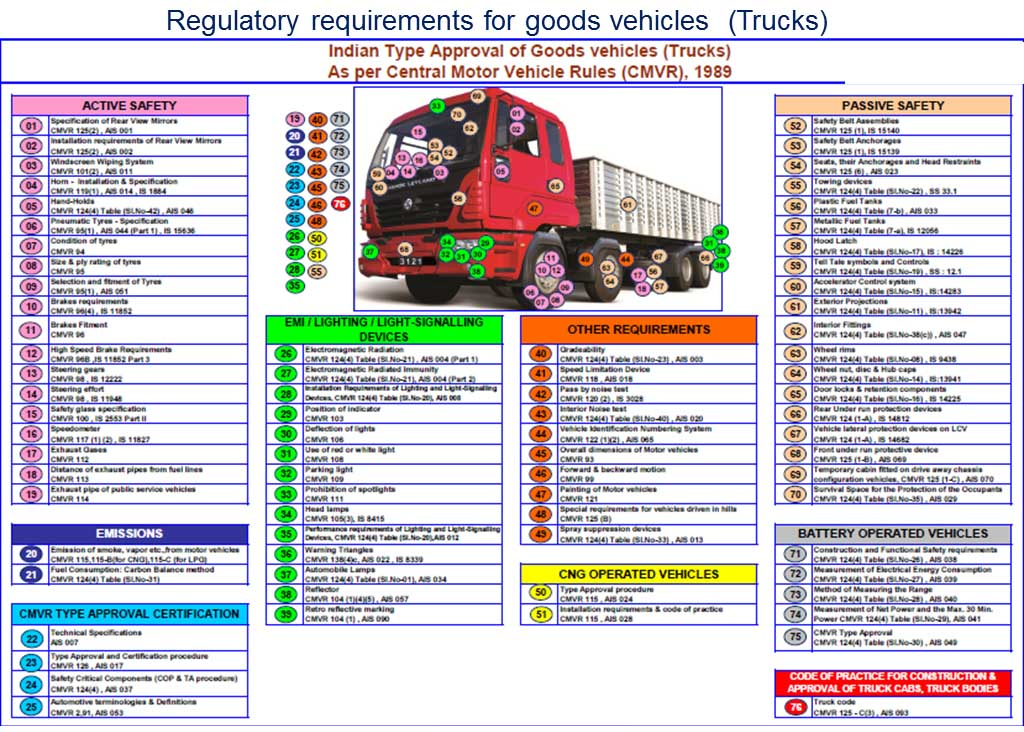 Regulatory requirements for goods vehicles (Trucks)
Indian Type Approval of Goods vehicles (Trucks)
As per Central Motor Vehicle Rules (CMVR), 1989
ACTIVE SAFETY
01 Specification of Rear View Mirrors
CMVR 125(2) , AIS 001
02 Installation requirements of Rear View Mirrors
CMVR 125(2) , AIS 002
03 Windscreen Wiping System
CMVR 101(2) , AIS 011
04 Horn - Installation & Specification
CMVR 119(1) , AIS 014 , IS 1884
05 Hand-Holds
CMVR 124(4) Table (Sl.No-42) , AIS 046
06 Pneumatic Tyres - Specification
CMVR 95(1) , AIS 044 (Part 1) , IS 15636
07 Condition of tyres
CMVR 94
08 Size & ply rating of tyres
CMVR 95
09 Selection and fitment of Tyres
CMVR 95(1) , AIS 051
10 Brakes requirements
CMVR 96(4) , IS 11852
11 Brakes Fitment
CMVR 96
12 High Speed Brake Requirements
CMVR 96B ,IS 11852 Part 3
13 Steering gears
CMVR 98 , IS 12222
14 Steering effort
CMVR 98 , IS 11948
15 Safety glass specification
CMVR 100 , IS 2553 Part II
16 Speedometer
CMVR 117 (1) (2) , IS 11827
17 Exhaust Gases
CMVR 112
18 Distance of exhaust pipes from fuel lines
CMVR 113
19 Exhaust pipe of public service vehicles
CMVR 114
EMISSIONS
20 Emission of smoke, vapor etc.,from motor vehicles
CMVR 115,115-B(for CNG),115-C (for LPG)
21 Fuel Consumption: Carbon Balance method
CMVR 124(4) Table (Sl.No-31)
CMVR TYPE APPROVAL CERTIFICATION
22 Technical Specifications
AIS 007
23 Type Approval and Certification procedure
CMVR 126 , AIS 017
24 Safety Critical Components (COP & TA procedure)
CMVR 124(4) , AIS 037
25 Automotive terminologies & Definitions
CMVR 2,91, AIS 053
19 40 71
20 41 72
21 42 73
22 43 74
23 45 75
24 46 76
25 48
26 50
27 51
28 55
35
ASHOK LEYLAND
3121
EMI / LIGHTING / LIGHT-SIGNALLING
DEVICES
26 Electromagnetic Radiation
CMVR 124(4) Table (Sl.No-21) , AIS 004 (Part 1)
27 Electromagnetic Radiated Immunity
CMVR 124(4) Table (Sl.No-21), AIS 004 (Part 2)
28 Installation Requirements of Lighting and Light-Signalling
Devices, CMVR 124(4) Table (Sl.No-20), AIS 008
29 Position of indicator
CMVR 103
30 Deflection of lights
CMVR 106
31 Use of red or white light
CMVR 108
32 Parking light
CMVR 109
33 Prohibition of spotlights
CMVR 111
34 Head lamps
CMVR 105(3), IS 8415
35 Performance requirements of Lighting and Light-Signalling
Devices, CMVR 124(4) Table (Sl.No-20),AIS 012
36 Warning Triangles
CMVR 138(4)c, AIS 022 , IS 8339
37 Automobile Lamps
CMVR 124(4) Table (Sl.No-01), AIS 034
38 Reflector
CMVR 104 (1)(4)(5) , AIS 057
39 Retro reflective marking
CMVR 104 (1) , AIS 090
OTHER REQUIREMENTS
40 Gradeability
CMVR 124(4) Table (Sl.No-23) , AIS 003
41 Speed Limitation Device
CMVR 118 , AIS 018
42 Pass by noise test
CMVR 120 (2) , IS 3028
43 Interior Noise test
CMVR 124(4) Table (Sl.No-40) , AIS 020
44 Vehicle Identification Numbering System
CMVR 122 (1)(2) , AIS 065
45 Overall dimensions of Motor vehicles
CMVR 93
46 Forward & backward motion
CMVR 99
47 Painting of Motor vehicles
CMVR 121
48 Special requirements for vehicles driven in hills
CMVR 125 (B)
49 Spray suppression devices
CMVR 124(4) Table (Sl.No-33) , AIS 013
CNG OPERATED VEHICLES
50 Type Approval procedure
CMVR 115 , AIS 024
51 Installation requirements & code of practice
CMVR 115 , AIS 028
PASSIVE SAFETY
52 Safety Belt Assemblies
CMVR 125 (1), IS 15140
53 Safety Belt Anchorages
CMVR 125 (1), IS 15139
54 Seats, their Anchorages and Head Restraints
CMVR 125 (6) , AIS 023
55 Towing devices
CMVR 124(4) Table (Sl.No-22) , SS 33.1
56 Plastic Fuel Tanks
CMVR 124(4) Table (7-b) , AIS 033
57 Metallic Fuel Tanks
CMVR 124(4) Table (7-a), IS 12056
58 Hood Latch
CMVR 124(4) Table (Sl.No-17), IS : 14226
59 Tell Tale symbols and Controls
CMVR 124(4) Table (Sl.No-19) , SS : 12.1
60 Accelerator Control system
CMVR 124(4) Table (Sl.No-15) , IS:14283
61 Exterior Projections
CMVR 124(4) Table (Sl.No-11) , IS:13942
62 Interior Fittings
CMVR 124(4) Table (Sl.No-38(c)) , AIS 047
63 Wheel rims
CMVR 124(4) Table (Sl.No-08) , IS 9438
64 Wheel nut, disc & Hub caps
CMVR 124(4) Table (Sl.No-14) , IS:13941
65 Door locks & retention components
CMVR 124(4) Table (Sl.No-16) , IS 14225
66 Rear Under run protection devices
CMVR 124 (1-A) , IS 14812
67 Vehicle lateral protection devices on LCV
CMVR 124 (1-A) , IS 14682
68 Front under run protective device
CMVR 125 (1-B) , AIS 069
69 Temporary cabin fitted on drive away chassis
configuration vehicles, CMVR 125 (1-C) , AIS 070
70 Survival Space for the Protection of the Occupants
CMVR 124(4) Table (Sl.No-35) , AIS 029
BATTERY OPERATED VEHICLES
71 Construction and Functional Safety requirements
CMVR 124(4) Table (Sl.No-26) , AIS 038
72 Measurement of Electrical Energy Consumption
CMVR 124(4) Table (Sl.No-27) , AIS 039
73 Method of Measuring the Range
CMVR 124(4) Table (Sl.No-28) , AIS 040
74 Measurement of Net Power and the Max. 30 Min.
Power CMVR 124(4) Table (Sl.No-29), AIS 041
75 CMVR Type Approval
CMVR 124(4) Table (Sl.No-30) , AIS 049
CODE OF PRACTICE FOR CONSTRUCTION &
APPROVAL OF TRUCK CABS, TRUCK BODIES
76 Truck code
CMVR 125 - C(3) , AIS 093